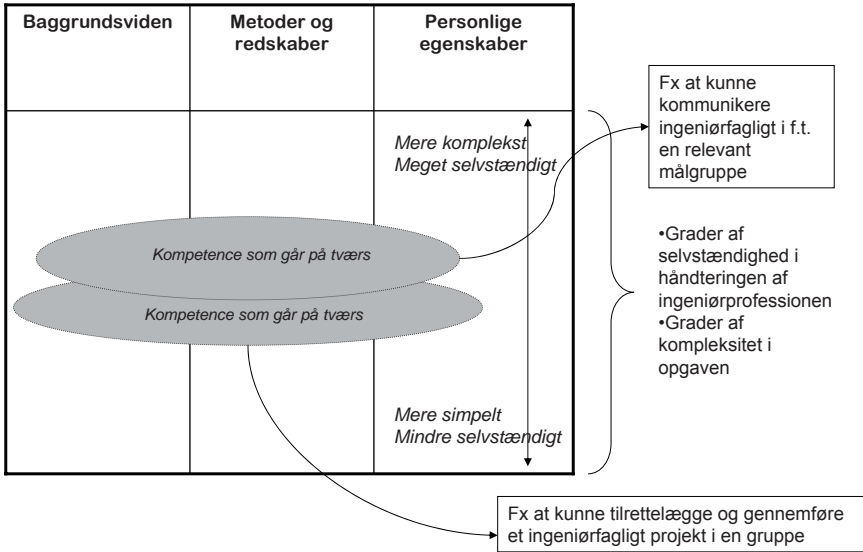 Baggrundsviden
Metoder og
redskaber
Personlige
egenskaber
Mere komplekst
Meget selvstændigt
Kompetence som går på tværs
Kompetence som går på tværs
Mere simpelt
Mindre selvstændigt
Fx at kunne
kommunikere
ingeniørfagligt i f.t.
en relevant
målgruppe
•Grader af
selvstændighed i
håndteringen af
ingeniørprofessionen
•Grader af
kompleksitet i
opgaven
Fx at kunne tilrettelægge og gennemføre
et ingeniørfagligt projekt i en gruppe